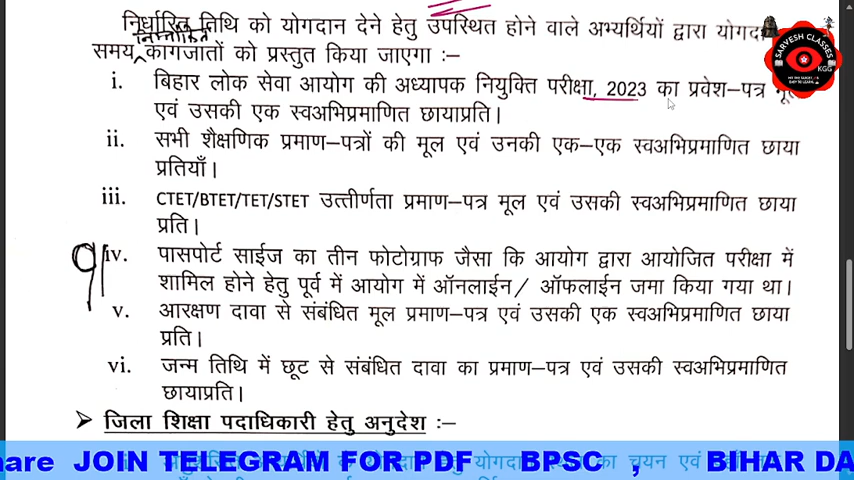 निर्धारित तिथि को योगदान देने हेतु उपस्थित होने वाले अभ्यर्थियों द्वारा योगदान
निम्नांकित
समय कागजातों को प्रस्तुत किया जाएगा :–
i. बिहार लोक सेवा आयोग की अध्यापक नियुक्ति परीक्षा, 2023 का प्रवेश–पत्र मूल
एवं उसकी एक स्वअभिप्रमाणित छायाप्रति।
ii. सभी शैक्षणिक प्रमाण–पत्रों की मूल एवं उनकी एक–एक स्वअभिप्रमाणित छाया
प्रतियाँ।
iii. CTET/BTET/TET/STET उत्तीर्णता प्रमाण–पत्र मूल एवं उसकी स्वअभिप्रमाणित छाया
प्रति।
iv. पासपोर्ट साईज का तीन फोटोग्राफ जैसा कि आयोग द्वारा आयोजित परीक्षा में
शामिल होने हेतु पूर्व में आयोग में ऑनलाईन/ ऑफलाईन जमा किया गया था।
v. आरक्षण दावा से संबंधित मूल प्रमाण–पत्र एवं उसकी एक स्वअभिप्रमाणित छाया
प्रति।
vi. जन्म तिथि में छूट से संबंधित दावा का प्रमाण–पत्र एवं उसकी स्वअभिप्रमाणित
छायाप्रति।
➢ जिला शिक्षा पदाधिकारी हेतु अनुदेश :–
SARVESH CLASSES
KGG
are JOIN TELEGRAM FOR PDF BPSC , BIHAR DA